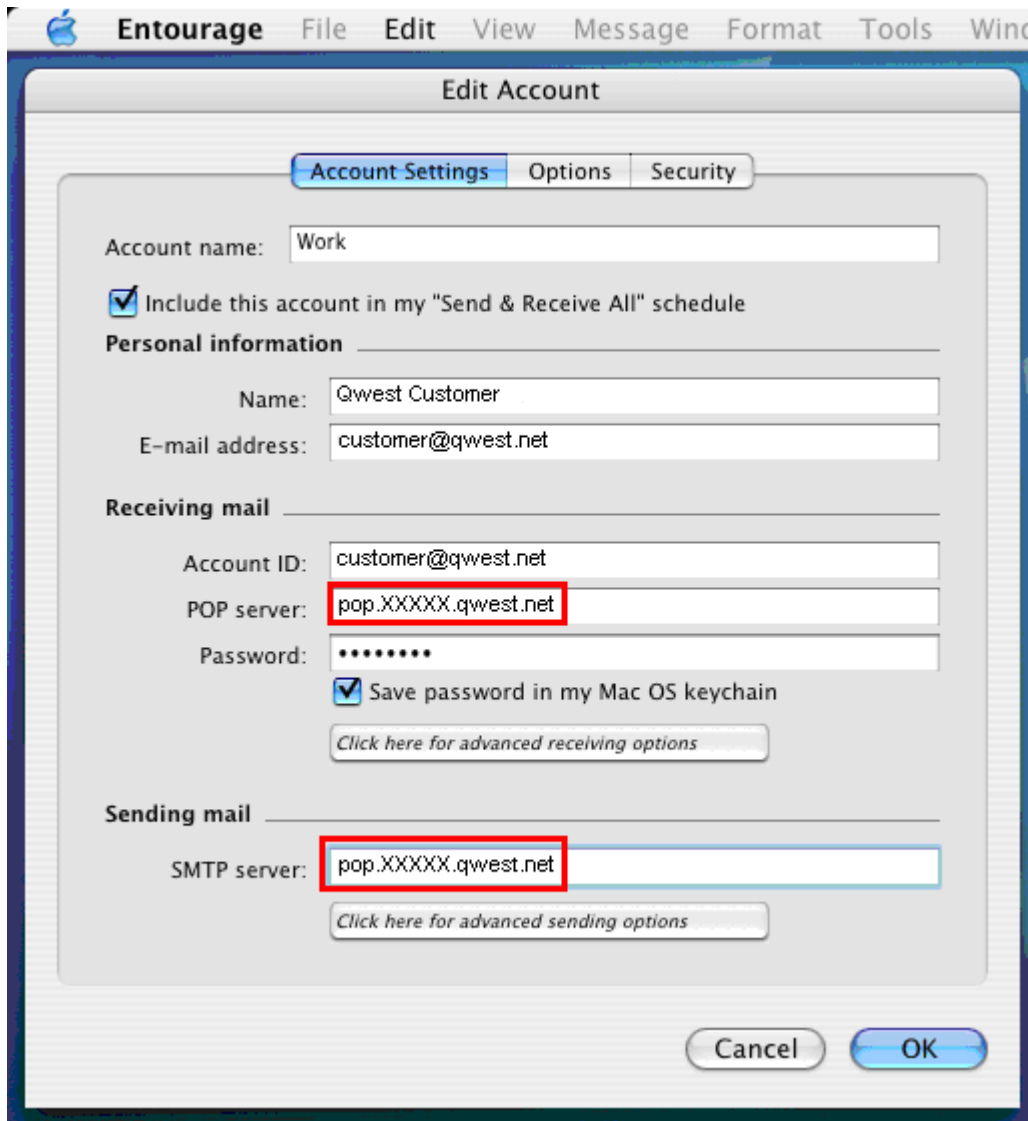 Entourage File Edit View Message Format Tools Wind
Edit Account
Account Settings Options Security
Account name: Work
Include this account in my "Send & Receive All" schedule
Personal information
Name: Qwest Customer
E-mail address: customer@qwest.net
Receiving mail
Account ID: customer@qwest.net
POP server: pop.XXXXX.qwest.net
Password: ••••••••
Save password in my Mac OS keychain
Click here for advanced receiving options
Sending mail
SMTP server: pop.XXXXX.qwest.net
Click here for advanced sending options
Cancel OK